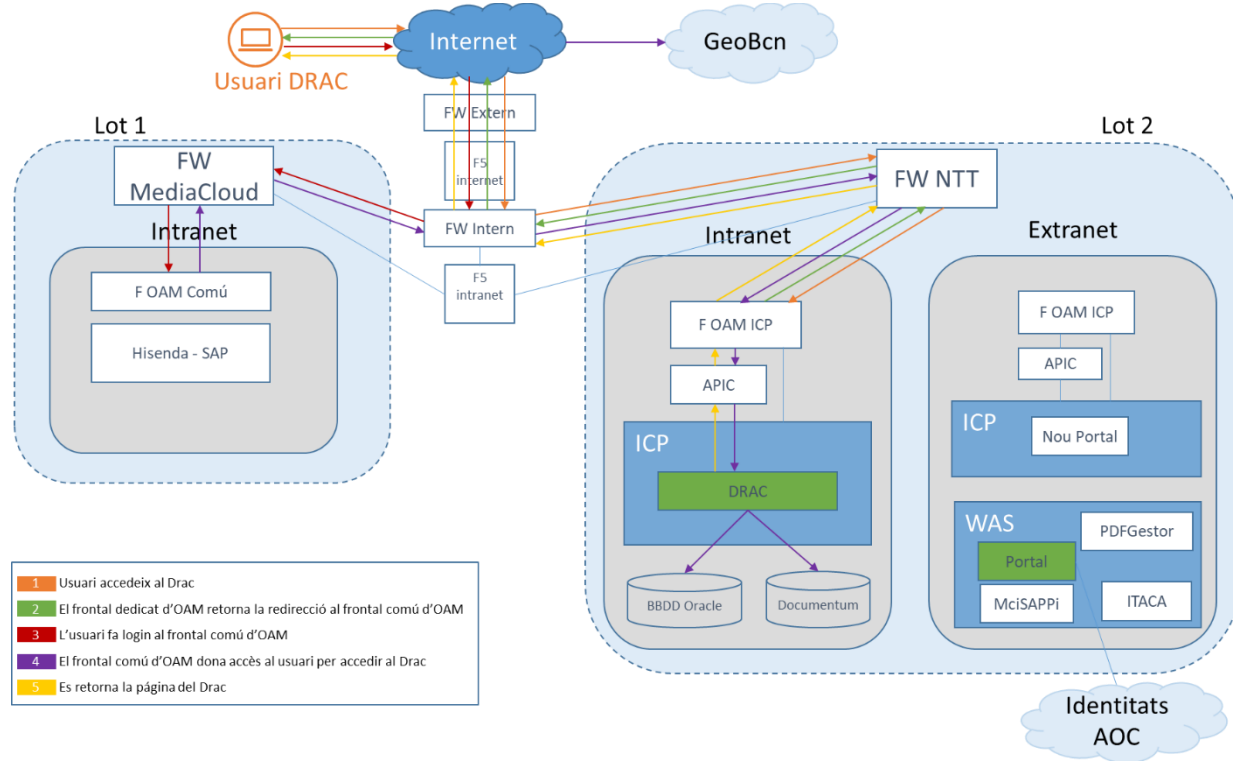 Internet
GeoBcn
Usuari DRAC
FW Extern
Lot 1
Lot 2
FW
MediaCloud
F5
internet
FW NTT
Intranet
FW Intern
Intranet
Extranet
F5
intranet
F OAM Comú
Hisenda - SAP
F OAM ICP
F OAM ICP
APIC
APIC
ICP
ICP
Nou Portal
DRAC
WAS
PDFGestor
Portal
MciSAPPi
ITACA
BBDD Oracle
Documentum
1 Usuari accedeix al Drac
2 El frontal dedicat d’OAM retorna la redirecció al frontal comú d’OAM
3 L’usuari fa login al frontal comú d’OAM
4 El frontal comú d’OAM dona accès al usuari per accedir al Drac
5 Es retorna la página del Drac
Identitats
AOC